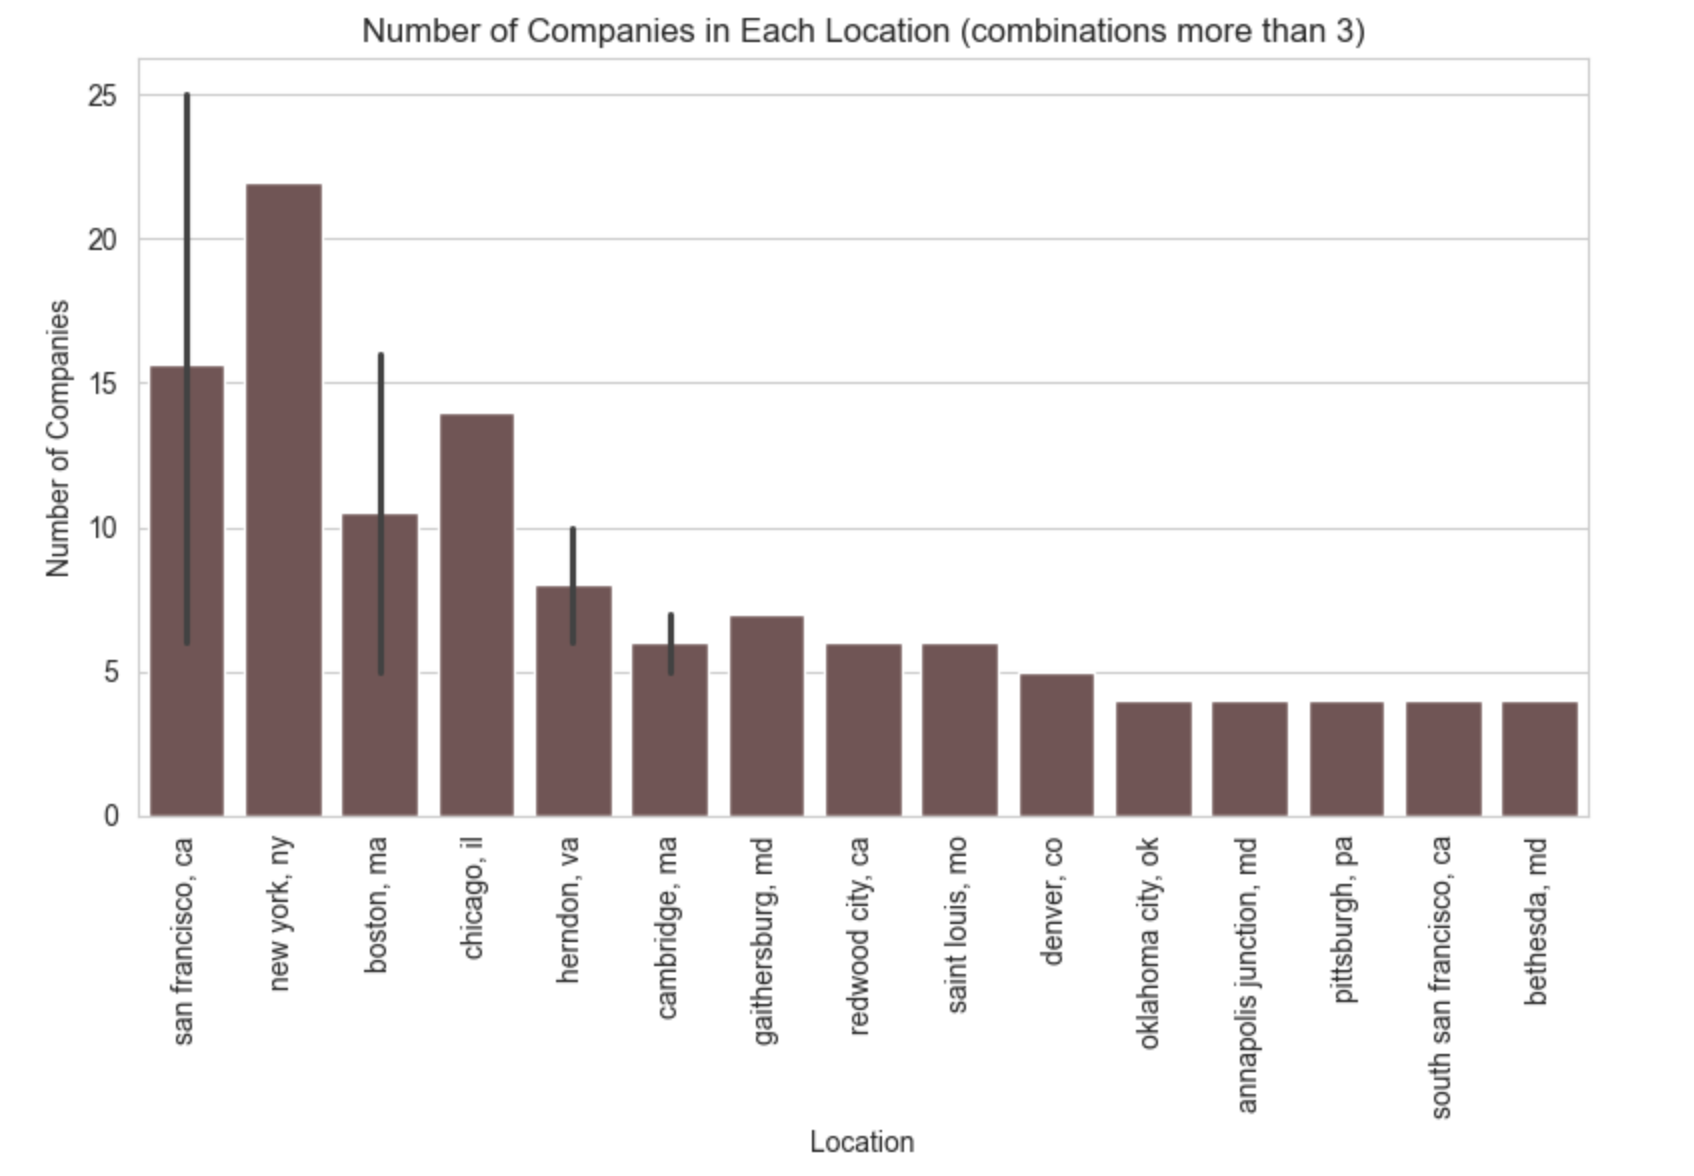 Number of Companies in Each Location (combinations more than 3)
Number of Companies
25
20
15
10
5
0
san francisco, ca
new york, ny
boston, ma
chicago, il
herndon, va
cambridge, ma
gaithersburg, md
redwood city, ca
saint louis, mo
denver, co
oklahoma city, ok
annapolis junction, md
pittsburgh, pa
south san francisco, ca
bethesda, md
Location